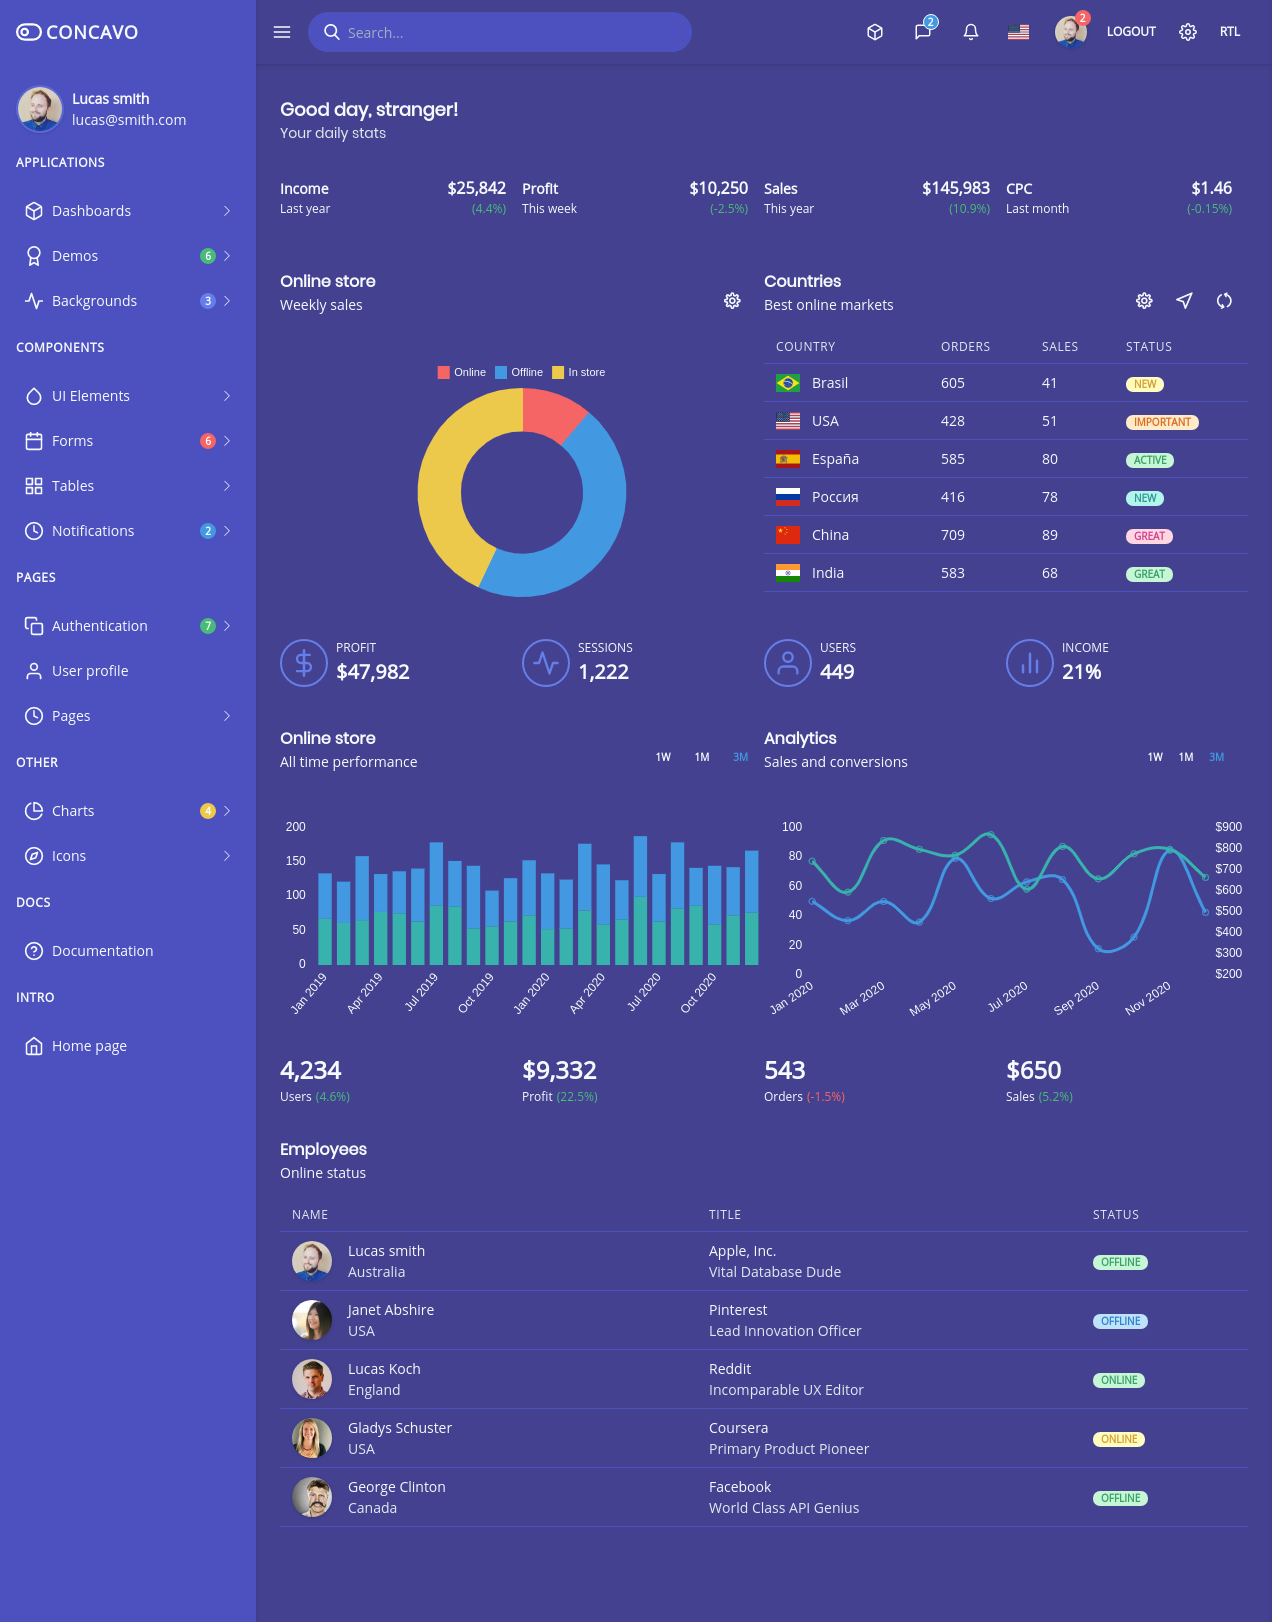 CONCAVO
Search...
2
2
LOGOUT
RTL
Lucas smith
lucas@smith.com
APPLICATIONS
Dashboards
Demos 6
Backgrounds 3
COMPONENTS
UI Elements
Forms 6
Tables
Notifications 2
PAGES
Authentication 7
User profile
Pages
OTHER
Charts 4
Icons
DOCS
Documentation
INTRO
Home page
Good day, stranger!
Your daily stats
Income $25,842
Last year (4.4%)
Profit $10,250
This week (-2.5%)
Sales $145,983
This year (10.9%)
CPC $1.46
Last month (-0.15%)
Online store
Weekly sales
Online Offline In store
Countries
Best online markets
COUNTRY ORDERS SALES STATUS
Brasil 605 41 NEW
USA 428 51 IMPORTANT
España 585 80 ACTIVE
Россия 416 78 NEW
China 709 89 GREAT
India 583 68 GREAT
PROFIT
$47,982
SESSIONS
1,222
USERS
449
INCOME
21%
Online store
All time performance
1W 1M 3M
200
150
100
50
0
Jan 2019 Apr 2019 Jul 2019 Oct 2019 Jan 2020 Apr 2020 Jul 2020 Oct 2020
Analytics
Sales and conversions
1W 1M 3M
100
80
60
40
20
0
$900
$800
$700
$600
$500
$400
$300
$200
Jan 2020 Mar 2020 May 2020 Jul 2020 Sep 2020 Nov 2020
4,234
Users (4.6%)
$9,332
Profit (22.5%)
543
Orders (-1.5%)
$650
Sales (5.2%)
Employees
Online status
NAME TITLE STATUS
Lucas smith Apple, Inc.
Australia Vital Database Dude
OFFLINE
Janet Abshire Pinterest
USA Lead Innovation Officer
OFFLINE
Lucas Koch Reddit
England Incomparable UX Editor
ONLINE
Gladys Schuster Coursera
USA Primary Product Pioneer
ONLINE
George Clinton Facebook
Canada World Class API Genius
OFFLINE